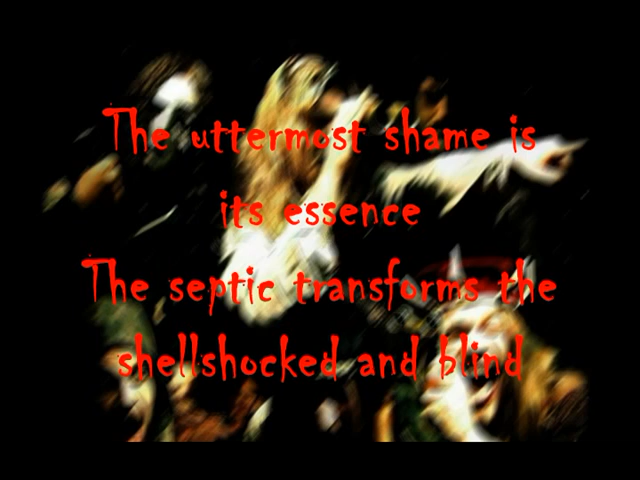 The uttermost shame is
its essence
The septic transforms the
shellshocked and blind